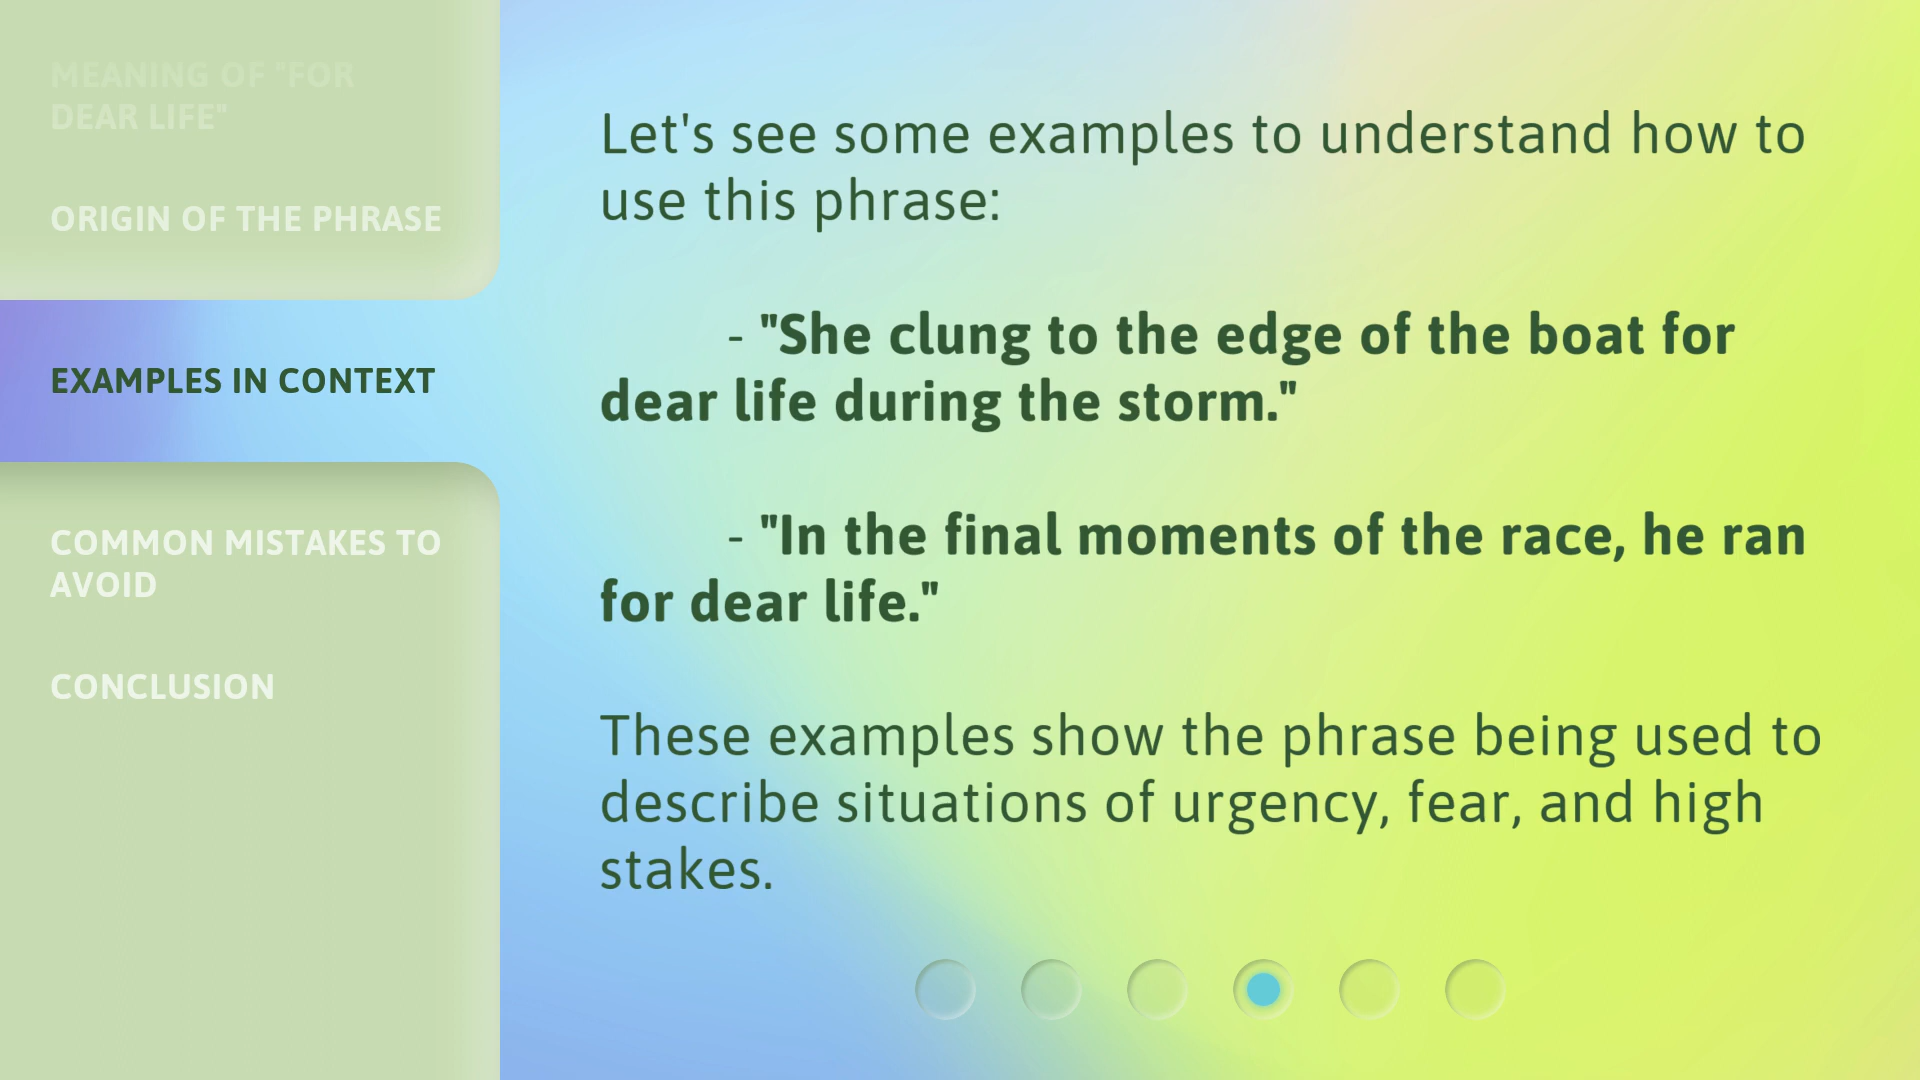 MEANING OF "FOR
DEAR LIFE"
ORIGIN OF THE PHRASE
EXAMPLES IN CONTEXT
COMMON MISTAKES TO
AVOID
CONCLUSION
Let's see some examples to understand how to
use this phrase:
- "She clung to the edge of the boat for
dear life during the storm."
- "In the final moments of the race, he ran
for dear life."
These examples show the phrase being used to
describe situations of urgency, fear, and high
stakes.